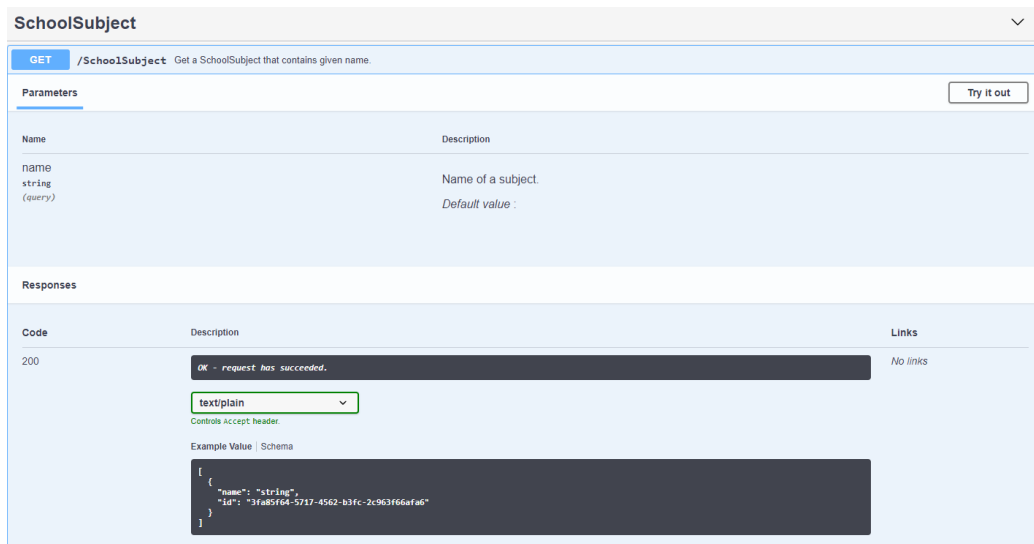 SchoolSubject
GET /SchoolSubject Get a SchoolSubject that contains given name.
Parameters
Try it out
Name Description
name
string
(query)
Name of a subject.
Default value :
Responses
Code Description Links
200
OK - request has succeeded.
No links
text/plain
Controls Accept header.
Example Value Schema
[
{
"name": "string",
"id": "3fa85f64-5717-4562-b3fc-2c963f66afa6"
}
]